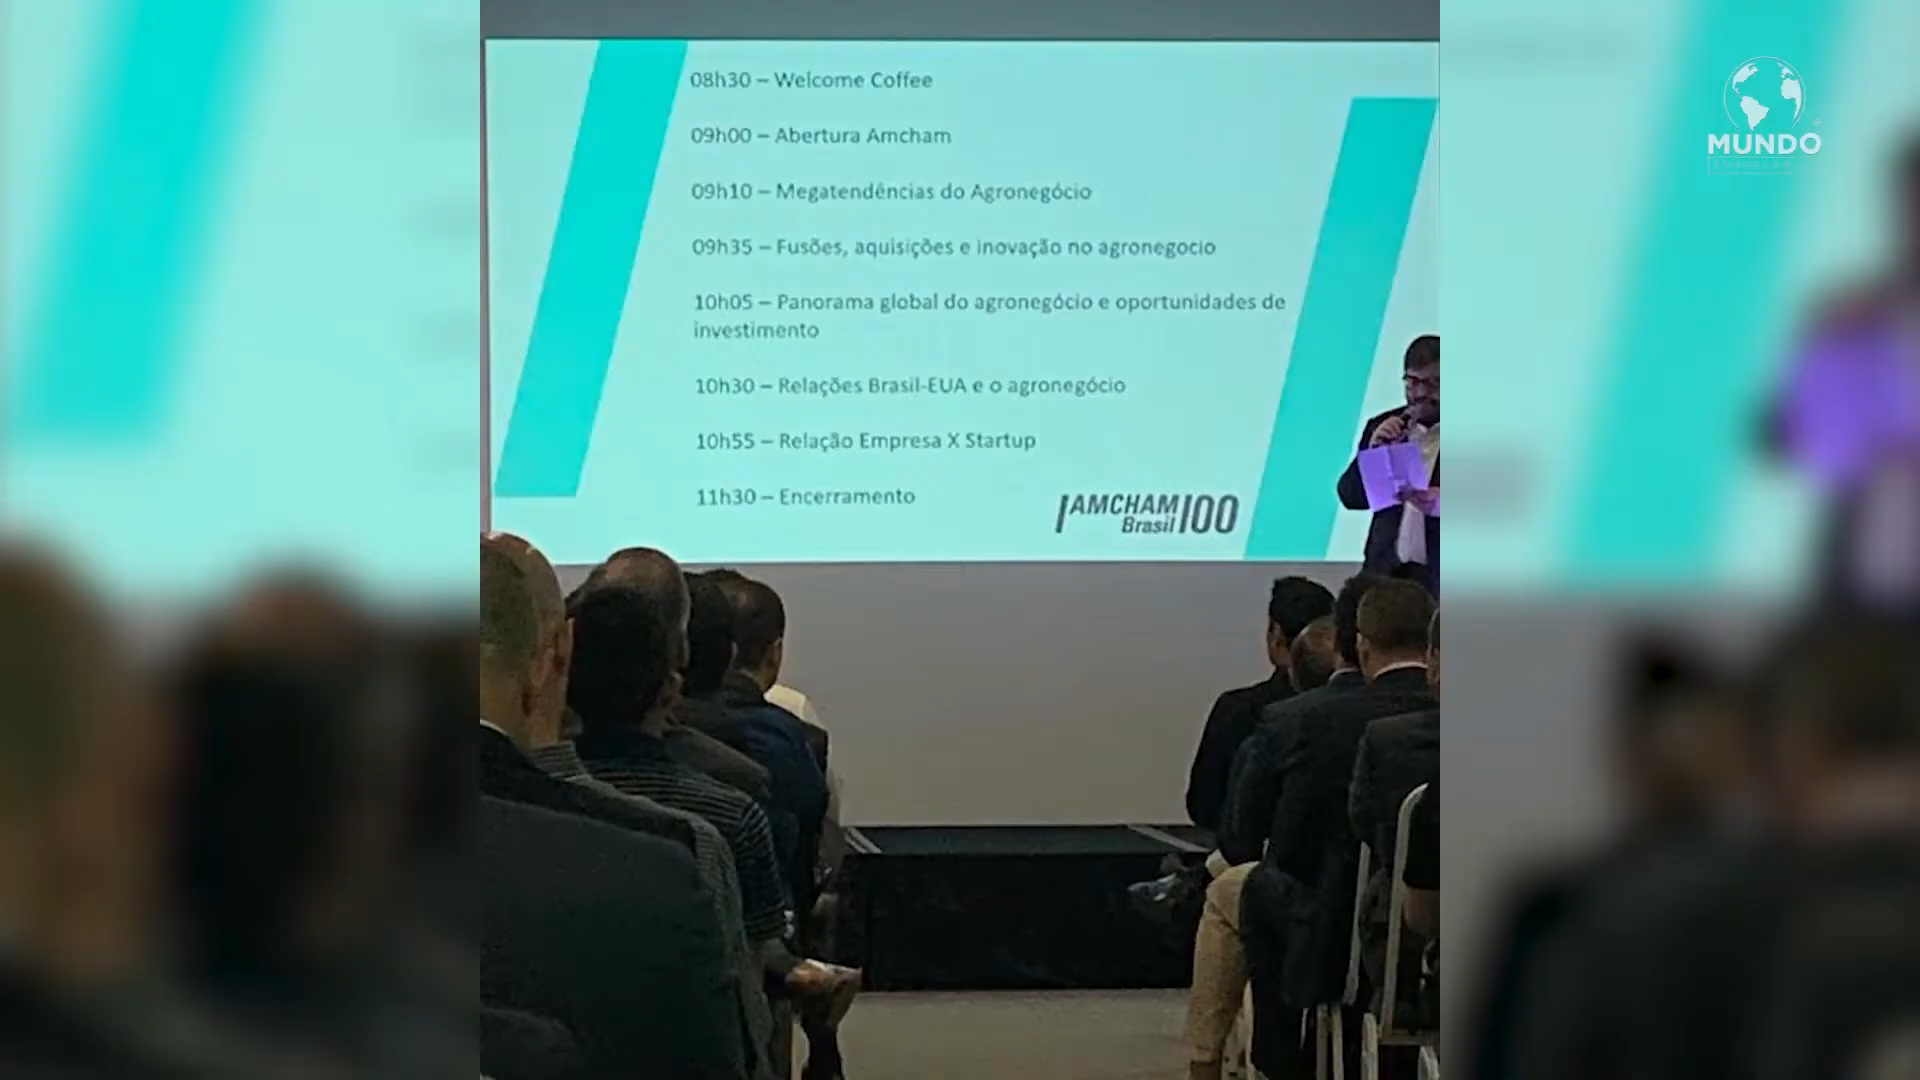 08h30 – Welcome Coffee
09h00 – Abertura Amcham
09h10 – Megatendências do Agronegócio
09h35 – Fusões, aquisições e inovação no agronegocio
10h05 – Panorama global do agronegócio e oportunidades de
investimento
10h30 – Relações Brasil-EUA e o agronegócio
10h55 – Relação Empresa X Startup
11h30 – Encerramento
AMCHAM 100
Brasil
MUNDO